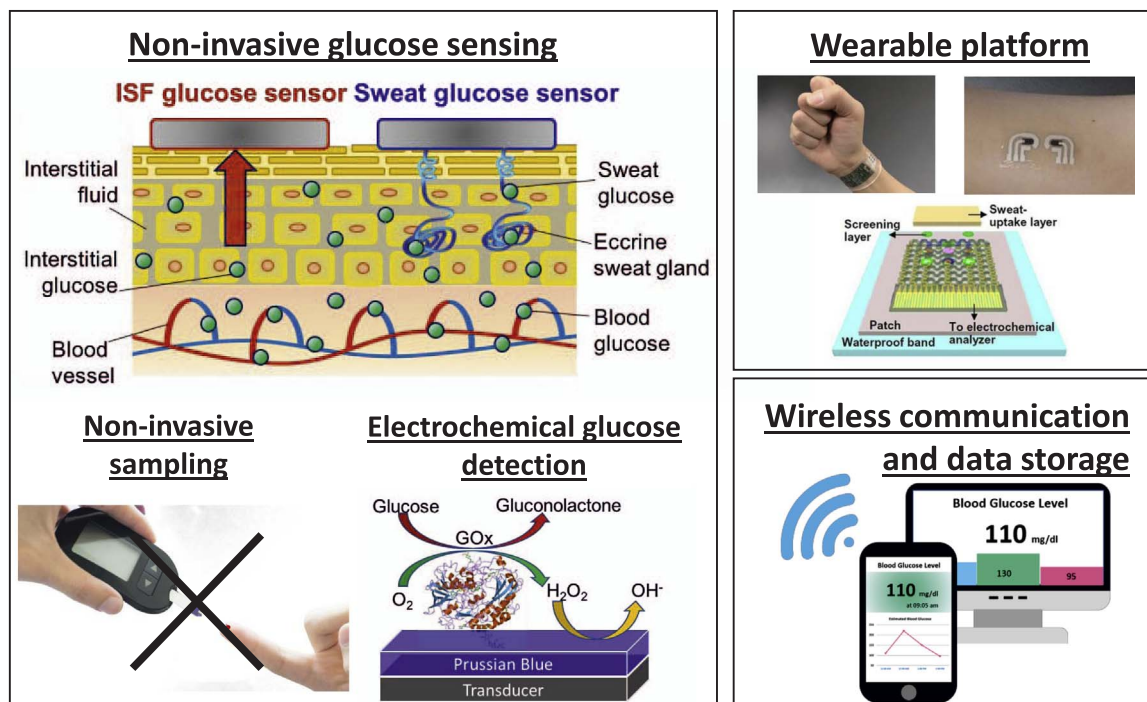 Non-invasive glucose sensing
ISF glucose sensor Sweat glucose sensor
Interstitial
fluid
Interstitial
glucose
Blood
vessel
Sweat
glucose
Eccrine
sweat gland
Blood
glucose
Non-invasive
sampling
Electrochemical glucose
detection
Glucose
Gluconolactone
GOx
O₂
H₂O₂
OH-
Prussian Blue
Transducer
Wearable platform
Sweat-
uptake layer
Screening
layer
Patch
To electrochemical
analyzer
Waterproof band
Wireless communication
and data storage
Blood Glucose Level
110 mg/dl
130
95
Blood Glucose Level
110 mg/dl
at 09:05 am
Estimated Blood Glucose